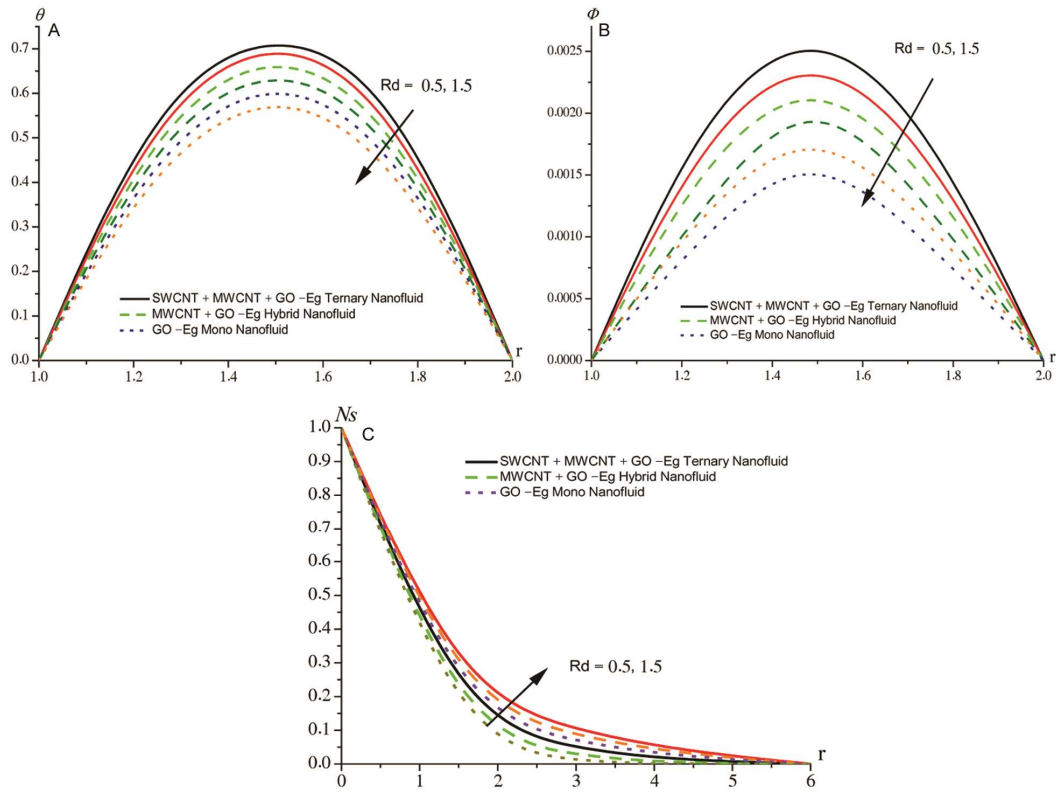 θ
A
0.7
0.6
0.5
0.4
0.3
0.2
0.1
0.0
Rd = 0.5, 1.5
SWCNT + MWCNT + GO –Eg Ternary Nanofluid
MWCNT + GO –Eg Hybrid Nanofluid
GO –Eg Mono Nanofluid
r
1.0 1.2 1.4 1.6 1.8 2.0
Φ
B
0.0025
0.0020
0.0015
0.0010
0.0005
0.0000
Rd = 0.5, 1.5
SWCNT + MWCNT + GO –Eg Ternary Nanofluid
MWCNT + GO –Eg Hybrid Nanofluid
GO –Eg Mono Nanofluid
r
1.0 1.2 1.4 1.6 1.8 2.0
Ns
C
1.0
0.9
0.8
0.7
0.6
0.5
0.4
0.3
0.2
0.1
0.0
SWCNT + MWCNT + GO –Eg Ternary Nanofluid
MWCNT + GO –Eg Hybrid Nanofluid
GO –Eg Mono Nanofluid
Rd = 0.5, 1.5
r
0 1 2 3 4 5 6